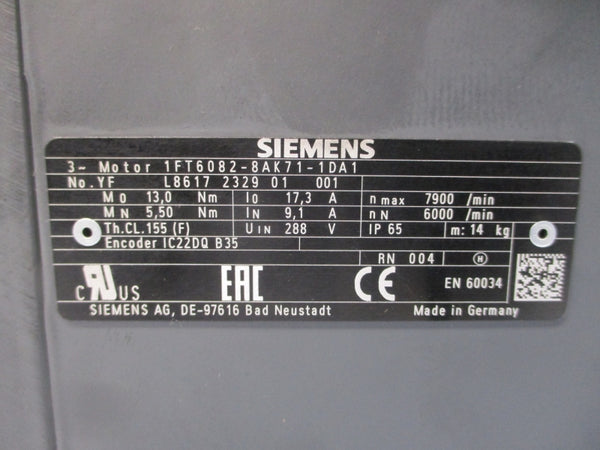 SIEMENS
3~ Motor 1FT6082-8AK71-1DA1
No.YF L8617 2329 01 001
M0 13,0 Nm I0 17,3 A n max 7900 /min
MN 5,50 Nm IN 9,1 A nN 6000 /min
Th.CL.155 (F) UIN 288 V IP 65 m: 14 kg
Encoder IC22DQ B35
RN 004 H
c RU US EAC CE EN 60034
SIEMENS AG, DE-97616 Bad Neustadt Made in Germany